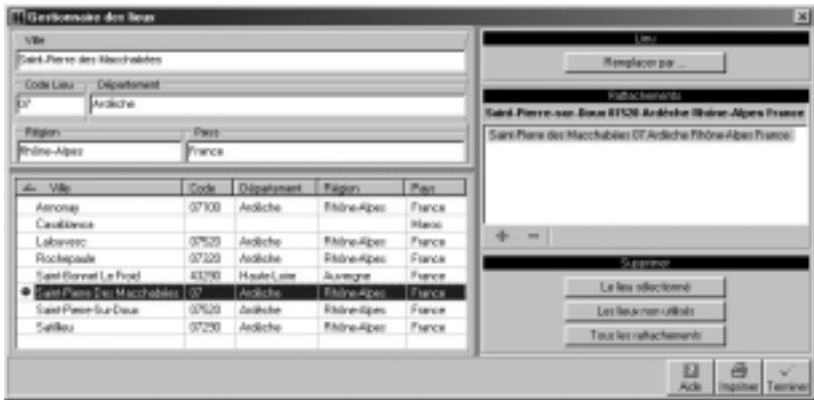 Gestionnaire des lieux
Ville
Saint-Pierre des Macchabées
Code Lieu Département
07 Ardèche
Région Pays
Rhône-Alpes France
Ville Code Département Région Pays
Annonay 07100 Ardèche Rhône-Alpes France
Casablanca Maroc
Lalouvesc 07520 Ardèche Rhône-Alpes France
Rochepaule 07320 Ardèche Rhône-Alpes France
Saint-Bonnet Le Froid 43290 Haute-Loire Auvergne France
Saint-Pierre Des Macchabées 07 Ardèche Rhône-Alpes France
Saint-Pierre-Sur-Doux 07520 Ardèche Rhône-Alpes France
Satillieu 07290 Ardèche Rhône-Alpes France
Lieu
Remplacer par ...
Rattachements
Saint-Pierre-sur-Doux 07520 Ardèche Rhône-Alpes France
Saint-Pierre des Macchabées 07 Ardèche Rhône-Alpes France
+ −
Supprimer
Le lieu sélectionné
Les lieux non utilisés
Tous les rattachements
Aide Imprimer Terminer